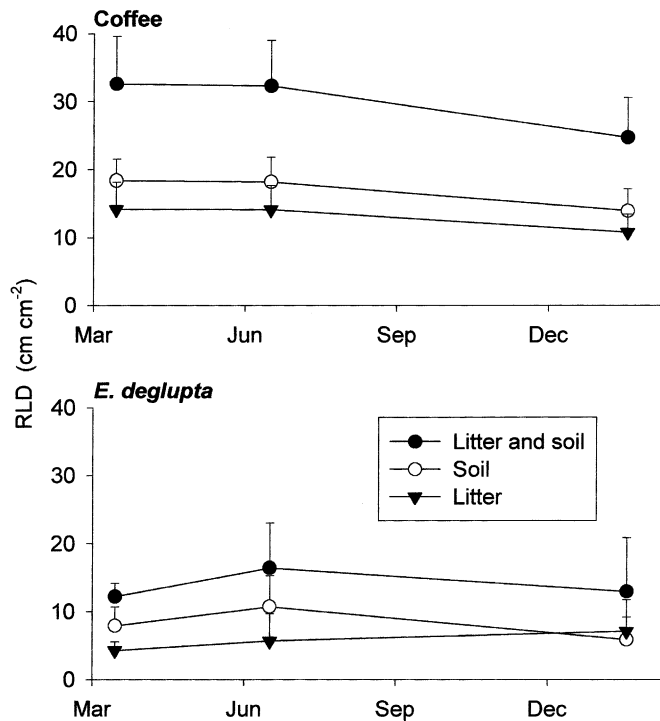 Coffee
40
30
20
10
0
Mar Jun Sep Dec
RLD (cm cm⁻²)
E. deglupta
40
30
20
10
0
Litter and soil
Soil
Litter
Mar Jun Sep Dec